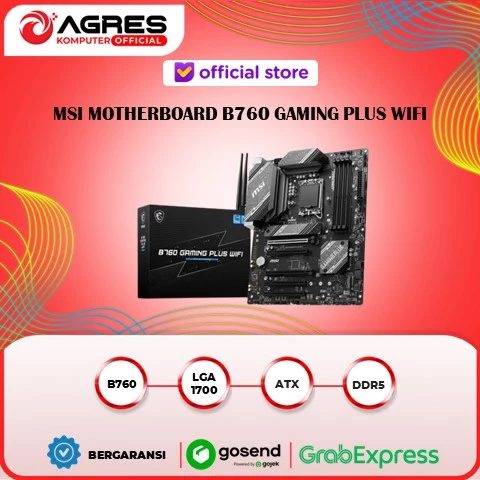 AGRES
KOMPUTER OFFICIAL
official store
MSI MOTHERBOARD B760 GAMING PLUS WIFI
msi
B760 GAMING PLUS WIFI
B760
LGA
1700
ATX
DDR5
BERGARANSI
gosend
Powered by gojek
GrabExpress